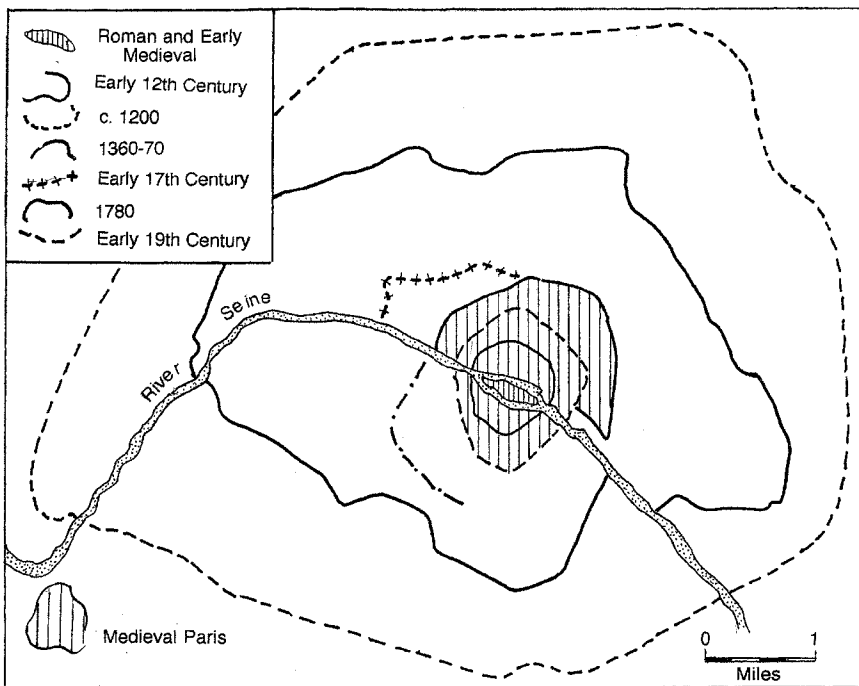 Roman and Early
Medieval
Early 12th Century
c. 1200
1360-70
Early 17th Century
1780
Early 19th Century
River Seine
Medieval Paris
0 1
Miles